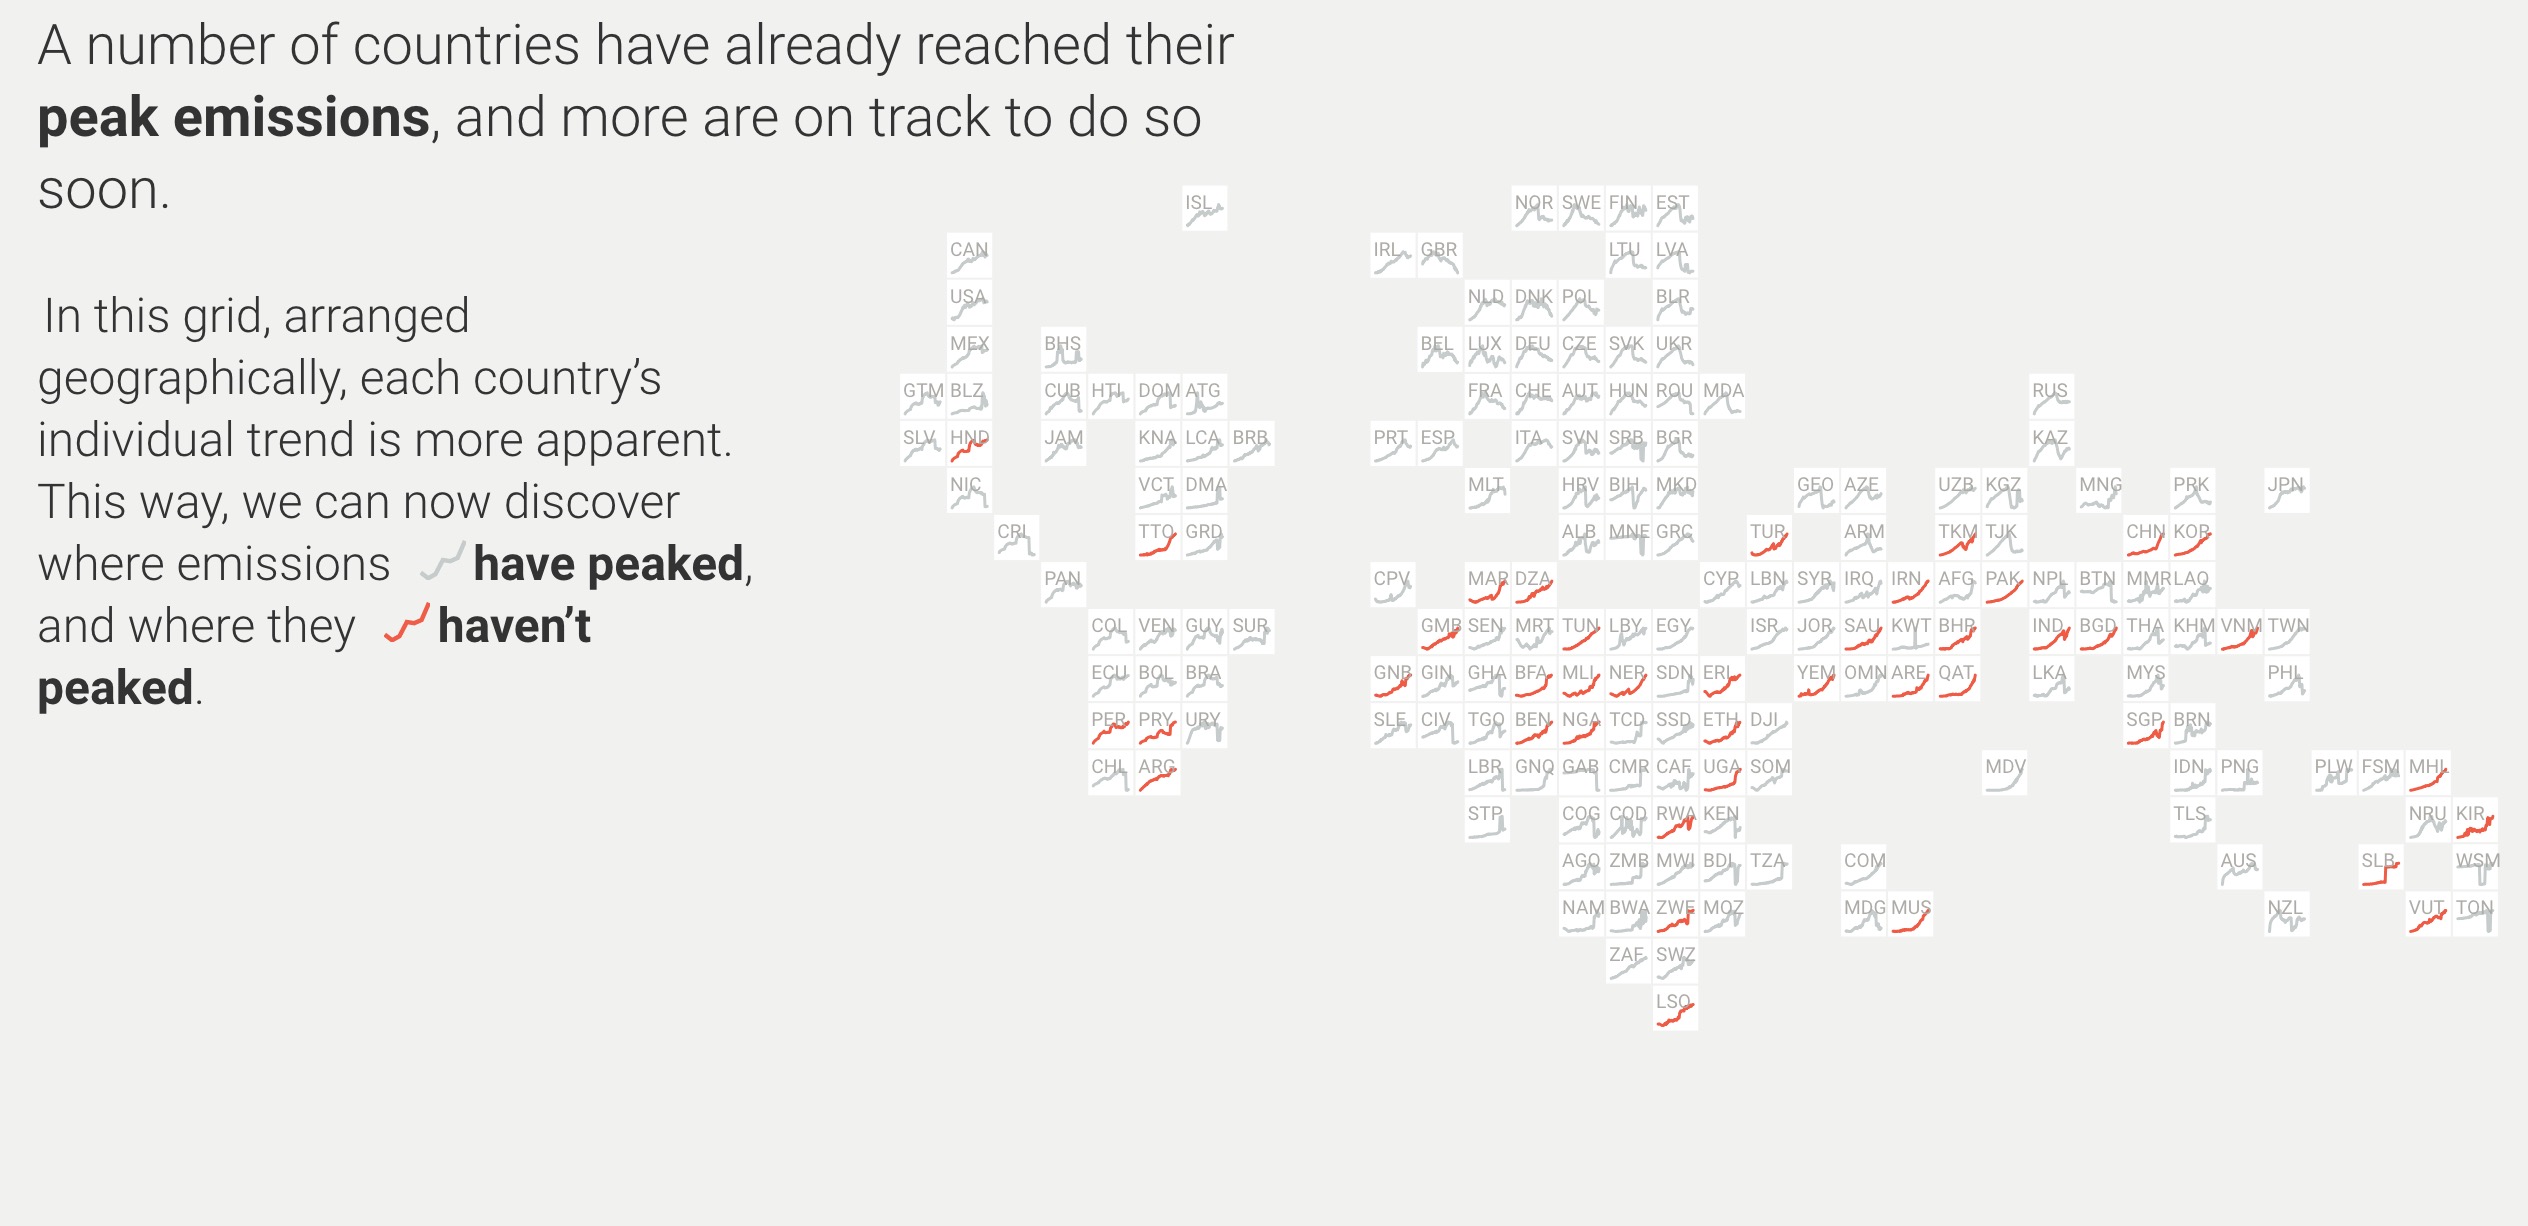 A number of countries have already reached their
peak emissions, and more are on track to do so
soon.
In this grid, arranged
geographically, each country’s
individual trend is more apparent.
This way, we can now discover
where emissions have peaked,
and where they haven’t
peaked.
ISL NOR SWE FIN EST
CAN IRL GBR LTU LVA
USA NLD DNK POL BLR
MEX BHS BEL LUX DEU CZE SVK UKR
GTM BLZ CUB HTI DOM ATG FRA CHE AUT HUN ROU MDA RUS
SLV HND JAM KNA LCA BRB PRT ESP ITA SVN SRB BGR KAZ
NIC VCT DMA MLT HRV BIH MKD GEO AZE UZB KGZ MNG PRK JPN
CRI TTO GRD ALB MNE GRC TUR ARM TKM TJK CHN KOR
PAN CPV MAR DZA CYP LBN SYR IRQ IRN AFG PAK NPL BTN MMR LAO
COL VEN GUY SUR GMB SEN MRT TUN LBY EGY ISR JOR SAU KWT BHR IND BGD THA KHM VNM TWN
ECU BOL BRA GNB GIN GHA BFA MLI NER SDN ERI YEM OMN ARE QAT LKA MYS PHL
PER PRY URY SLE CIV TGO BEN NGA TCD SSD ETH DJI SGP BRN
CHL ARG LBR GNQ GAB CMR CAF UGA SOM MDV IDN PNG PLW FSM MHL
STP COG COD RWA KEN TLS NRU KIR
AGO ZMB MWI BDI TZA COM AUS SLB WSM
NAM BWA ZWE MOZ MDG MUS NZL VUT TON
ZAF SWZ
LSO